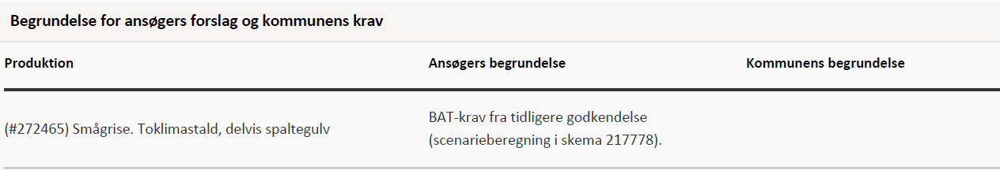 Begrundelse for ansøgers forslag og kommunens krav
Produktion Ansøgers begrundelse Kommunens begrundelse
(#272465) Smågrise. Toklimastald, delvis spaltegulv
BAT-krav fra tidligere godkendelse
(scenarieberegning i skema 217778).